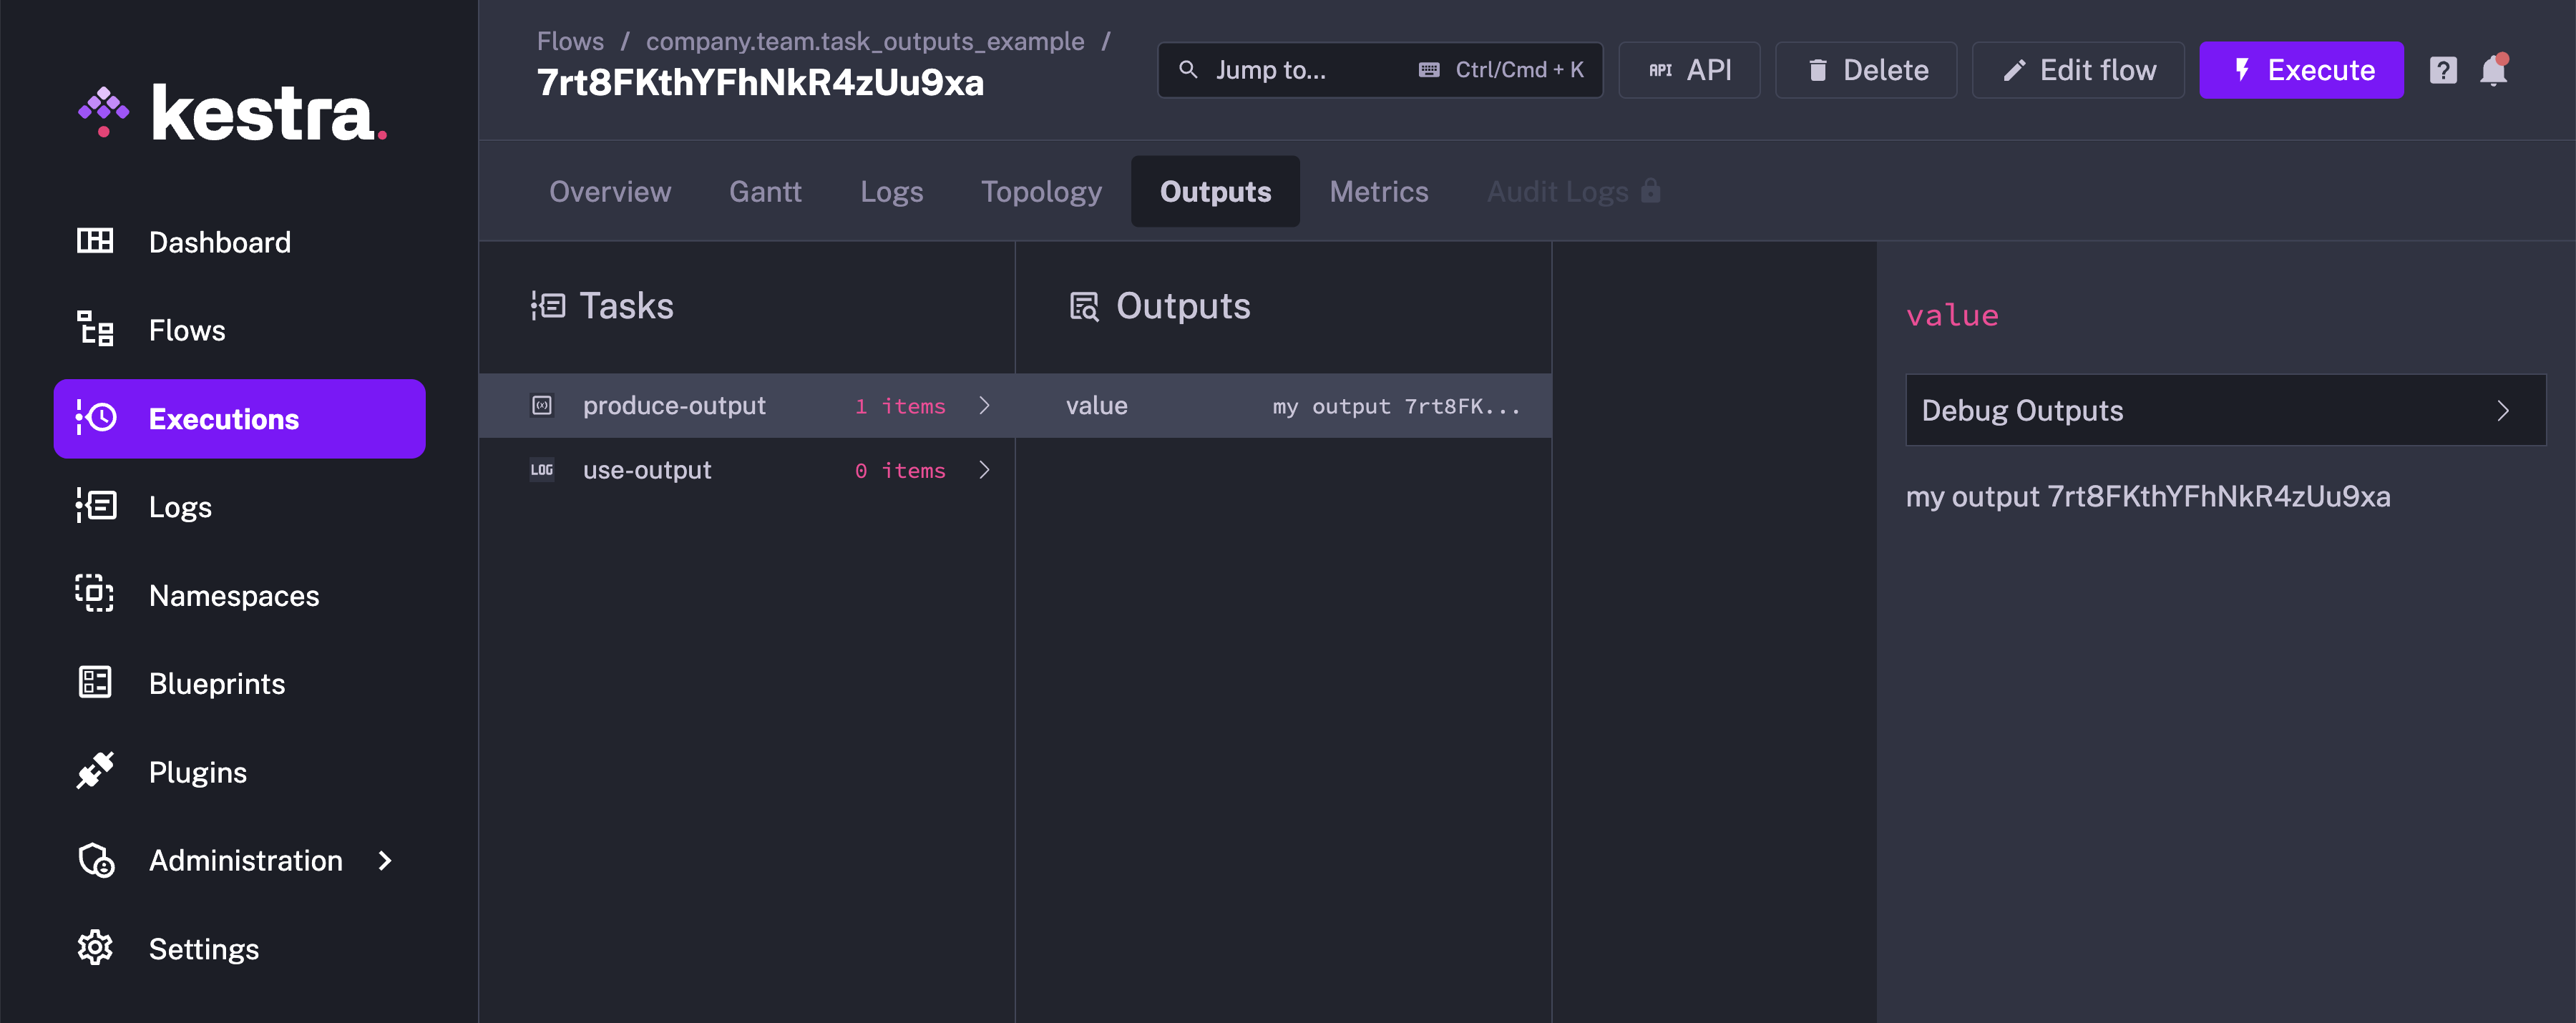 kestra.
Dashboard
Flows
Executions
Logs
Namespaces
Blueprints
Plugins
Administration
Settings
Flows / company.team.task_outputs_example /
7rt8FKthYFhNkR4zUu9xa
Jump to... Ctrl/Cmd + K
API API
Delete
Edit flow
Execute
?
Overview Gantt Logs Topology Outputs Metrics Audit Logs
Tasks
produce-output 1 items
LOG use-output 0 items
Outputs
value my output 7rt8FK...
value
Debug Outputs
my output 7rt8FKthYFhNkR4zUu9xa